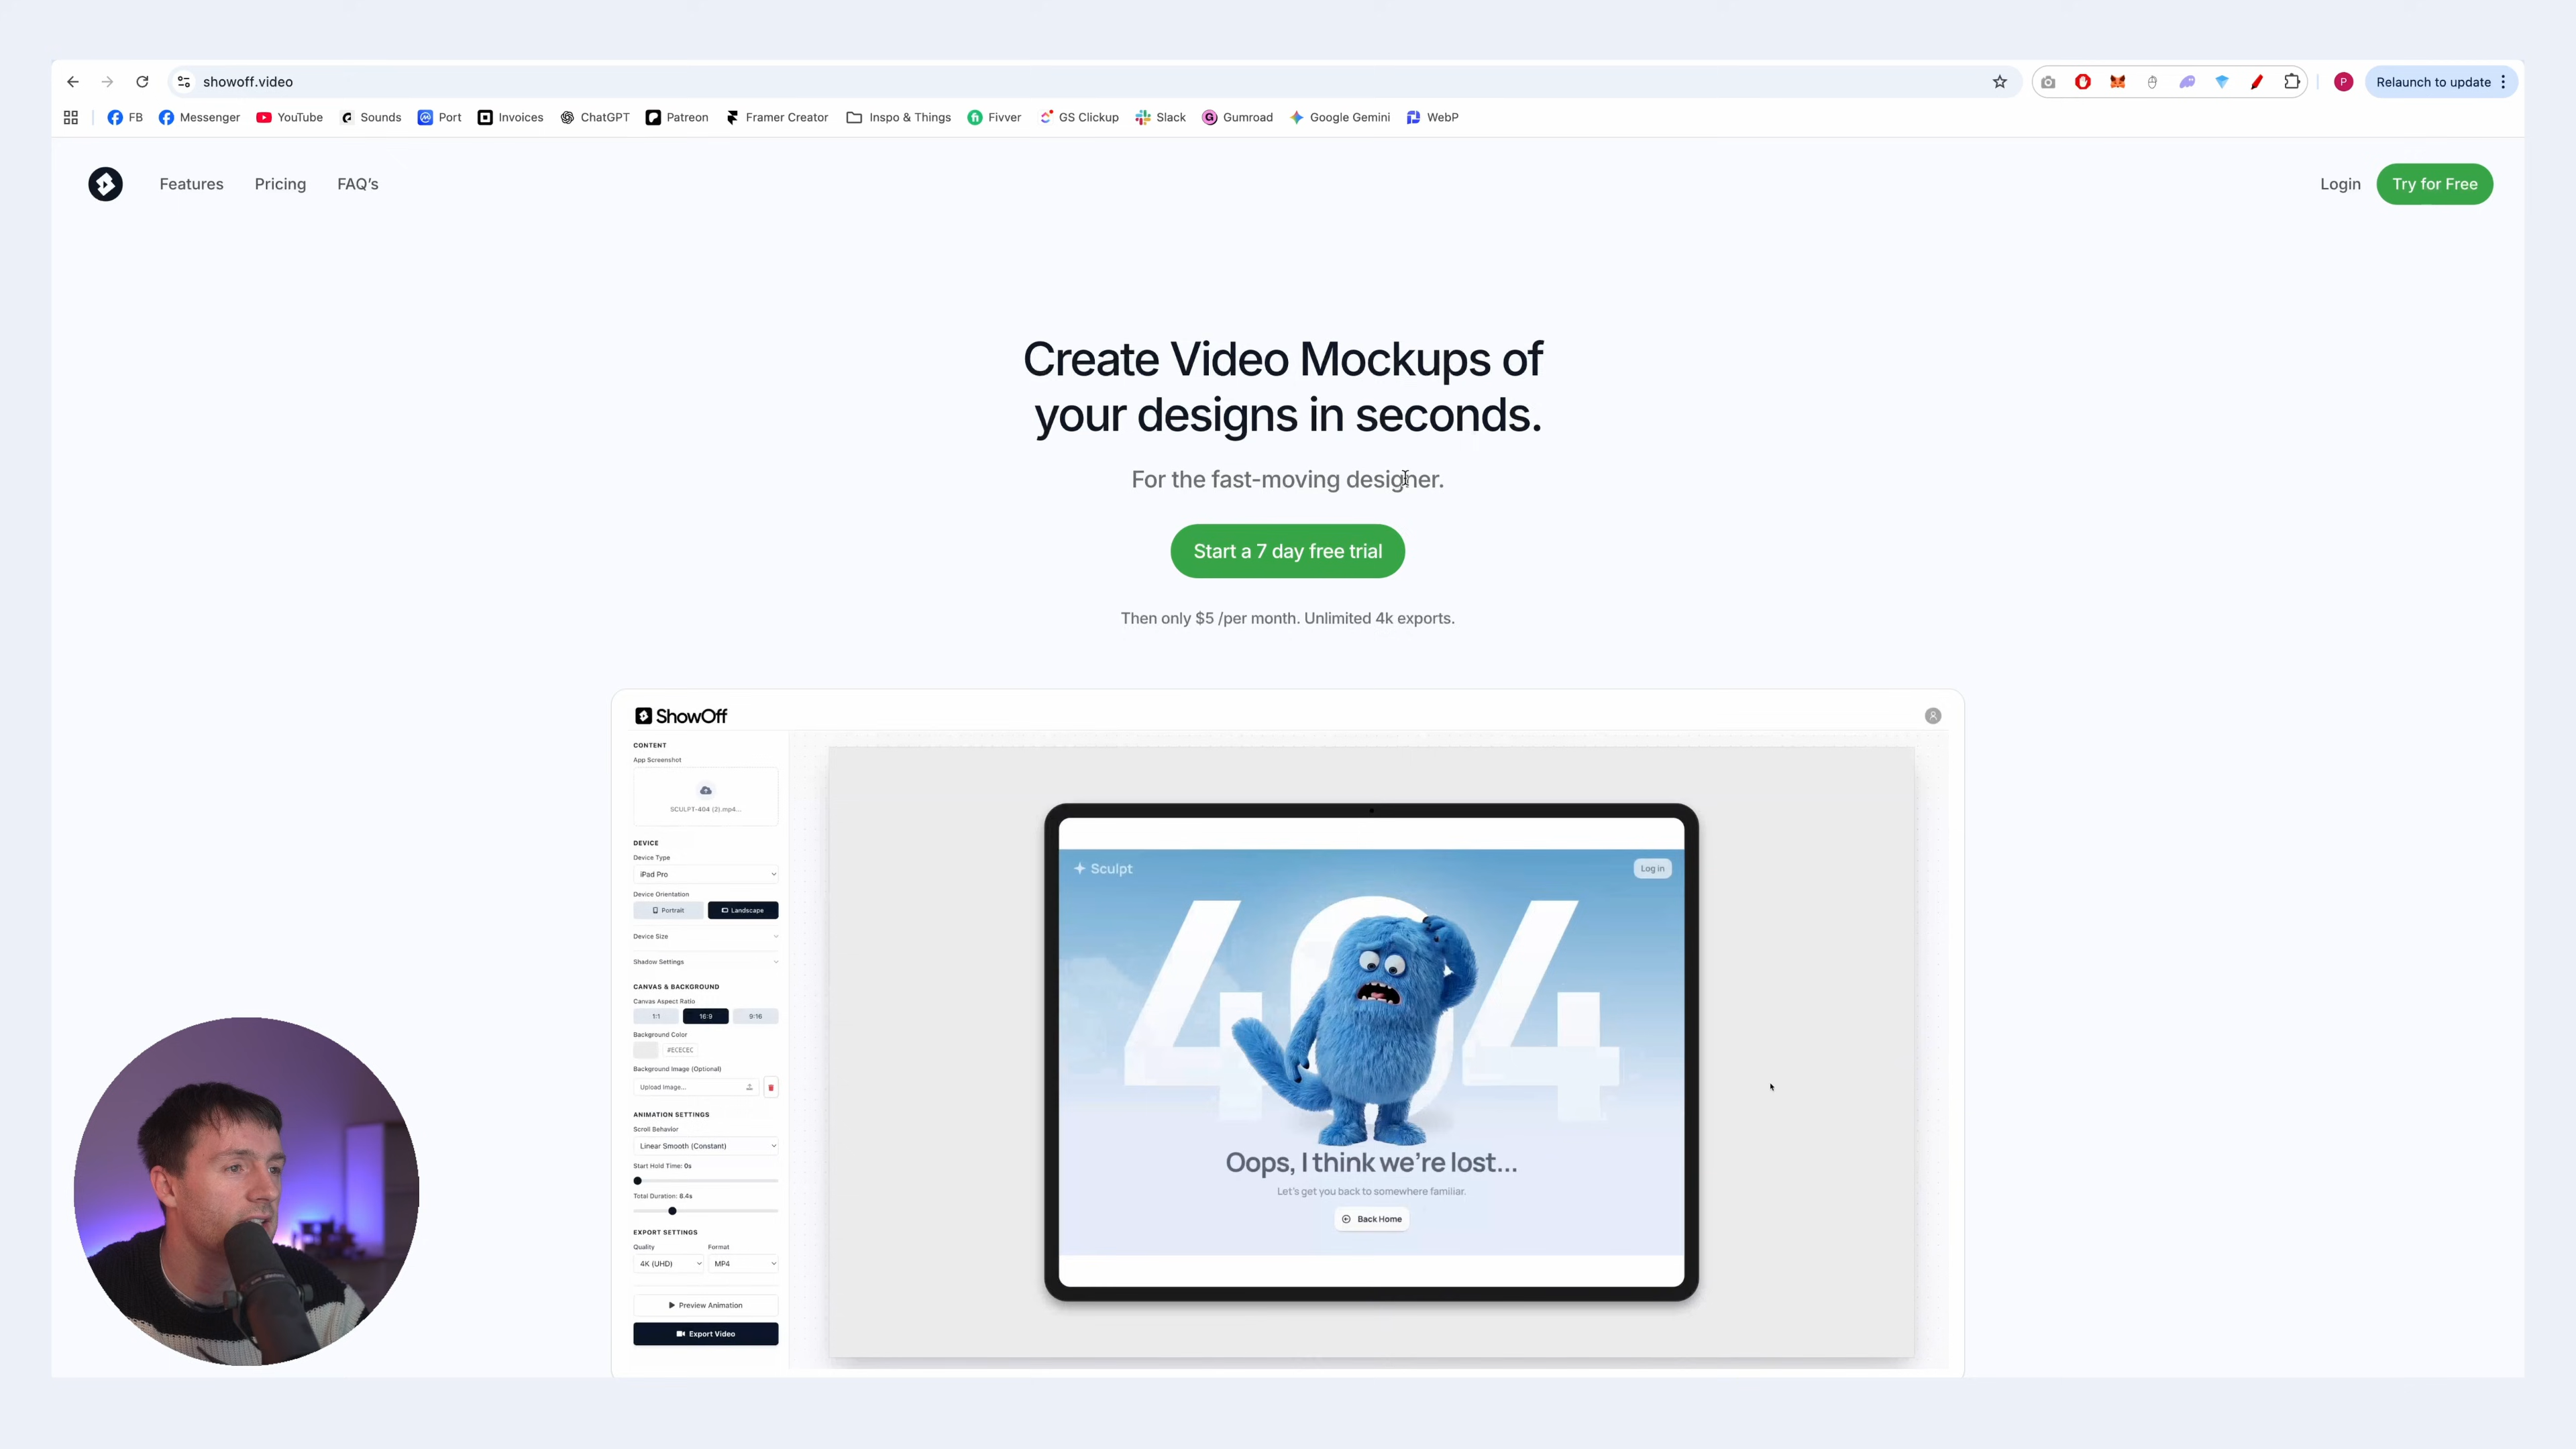 showoff.video
Relaunch to update
P
FB
Messenger
YouTube
Sounds
Port
Invoices
ChatGPT
Patreon
Framer Creator
Inspo & Things
Fivver
GS Clickup
Slack
Gumroad
Google Gemini
WebP
Features
Pricing
FAQ's
Login
Try for Free
Create Video Mockups of
your designs in seconds.
For the fast-moving designer.
Start a 7 day free trial
Then only $5 /per month. Unlimited 4k exports.
ShowOff
CONTENT
App Screenshot
SCULPT-404 (2).mp4...
DEVICE
Device Type
iPad Pro
Device Orientation
Portrait
Landscape
Device Size
Shadow Settings
CANVAS & BACKGROUND
Canvas Aspect Ratio
1:1
16:9
9:16
Background Color
#ECECEC
Background Image (Optional)
Upload Image...
ANIMATION SETTINGS
Scroll Behavior
Linear Smooth (Constant)
Start Hold Time: 0s
Total Duration: 8.4s
EXPORT SETTINGS
Quality
Format
4K (UHD)
MP4
Preview Animation
Export Video
Sculpt
Log in
404
Oops, I think we're lost...
Let's get you back to somewhere familiar.
Back Home